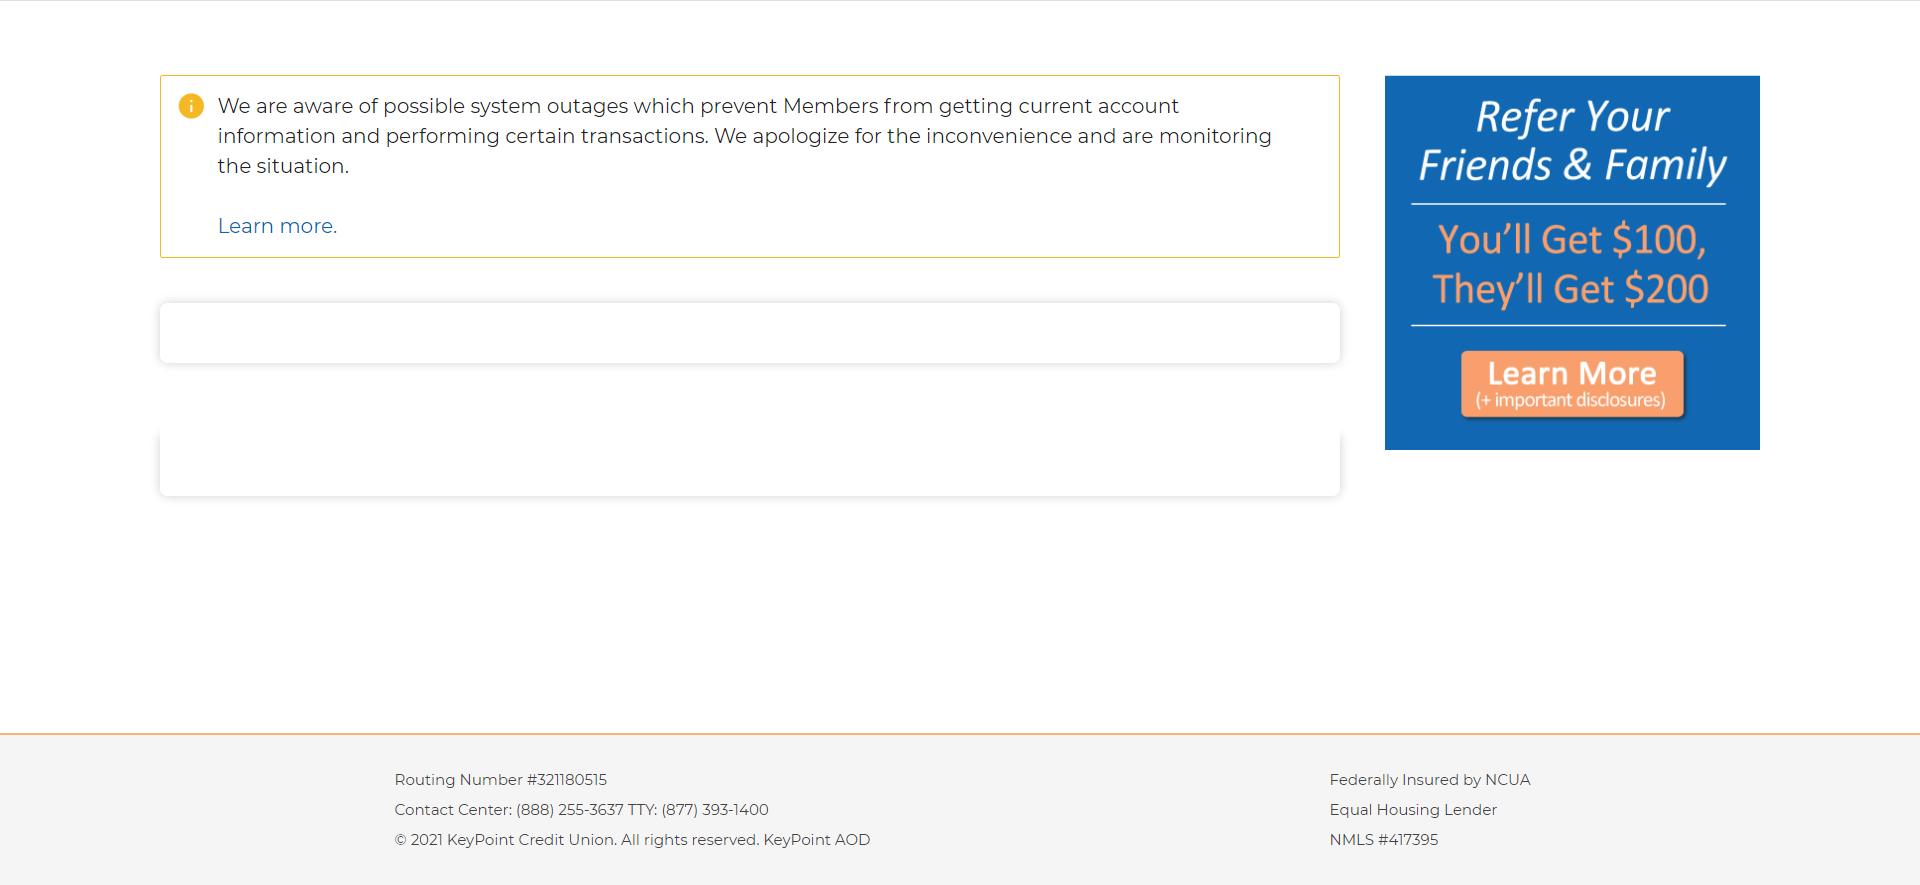 We are aware of possible system outages which prevent Members from getting current account
information and performing certain transactions. We apologize for the inconvenience and are monitoring
the situation.
Learn more.
Refer Your
Friends & Family
You’ll Get $100,
They’ll Get $200
Learn More
(+ important disclosures)
Routing Number #321180515
Contact Center: (888) 255-3637 TTY: (877) 393-1400
© 2021 KeyPoint Credit Union. All rights reserved. KeyPoint AOD
Federally Insured by NCUA
Equal Housing Lender
NMLS #417395